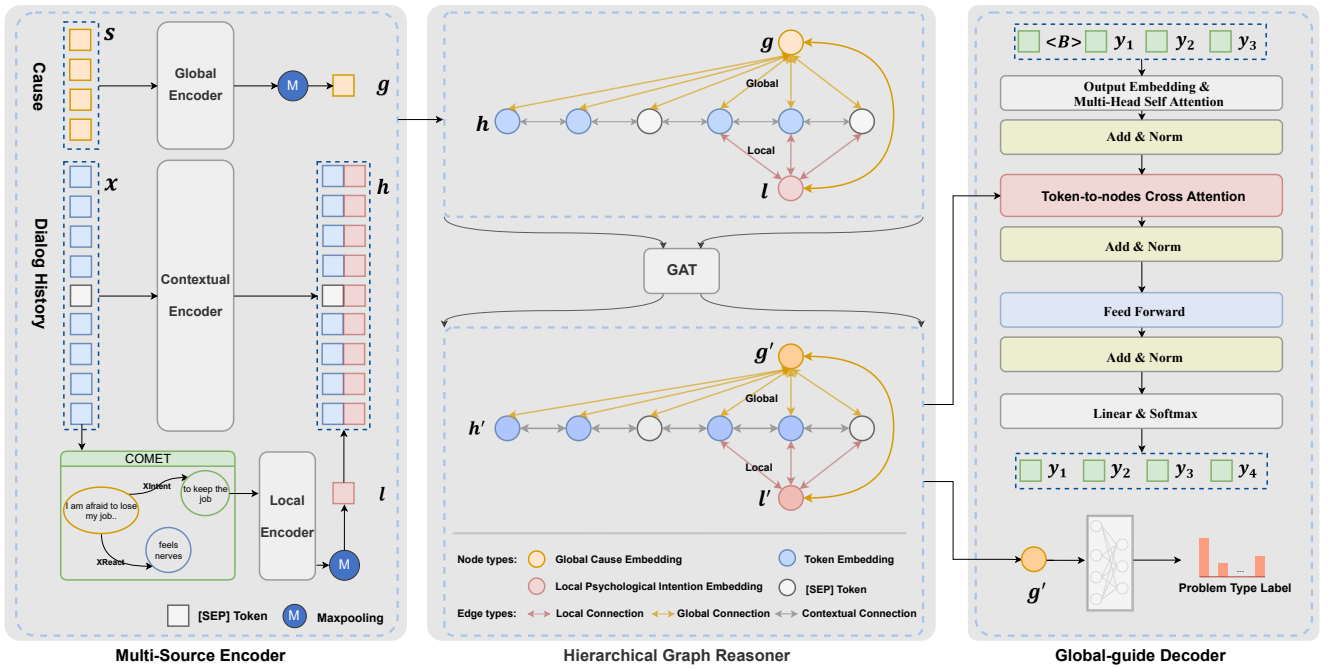 Cause
s
Global
Encoder
M
g
Dialog History
x
Contextual
Encoder
h
COMET
I am afraid to lose
my job..
XIntent
to keep the
job
XReact
feels
nerves
Local
Encoder
l
M
[SEP] Token
M
Maxpooling
Multi-Source Encoder
g
Global
h
Local
l
GAT
g′
Global
h′
Local
l′
Node types:
Global Cause Embedding
Token Embedding
Local Psychological Intention Embedding
[SEP] Token
Edge types:
Local Connection
Global Connection
Contextual Connection
Hierarchical Graph Reasoner
<B> y1 y2 y3
Output Embedding &
Multi-Head Self Attention
Add & Norm
Token-to-nodes Cross Attention
Add & Norm
Feed Forward
Add & Norm
Linear & Softmax
y1 y2 y3 y4
g′
...
Problem Type Label
Global-guide Decoder